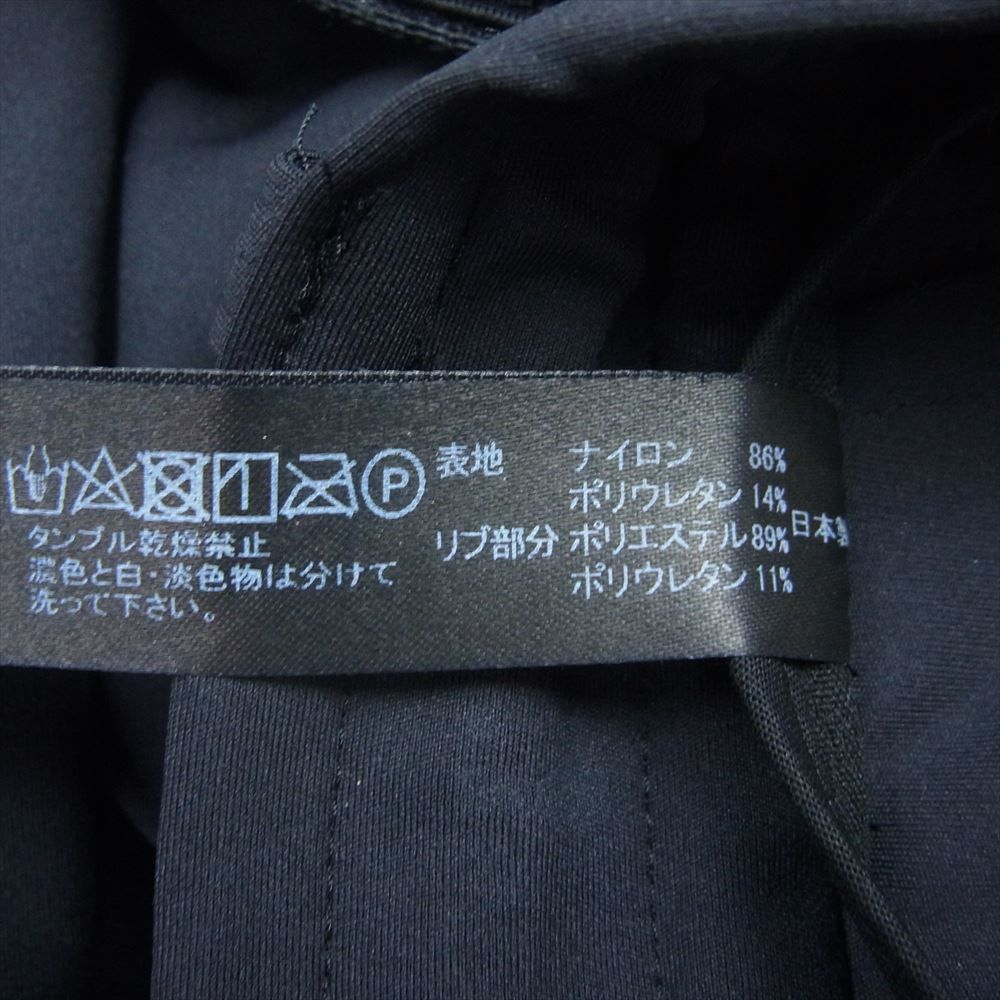 P
タンブル乾燥禁止
濃色と白・淡色物は分けて
洗って下さい。
表地 ナイロン 86%
ポリウレタン 14%
リブ部分 ポリエステル 89%
ポリウレタン 11%
日本製